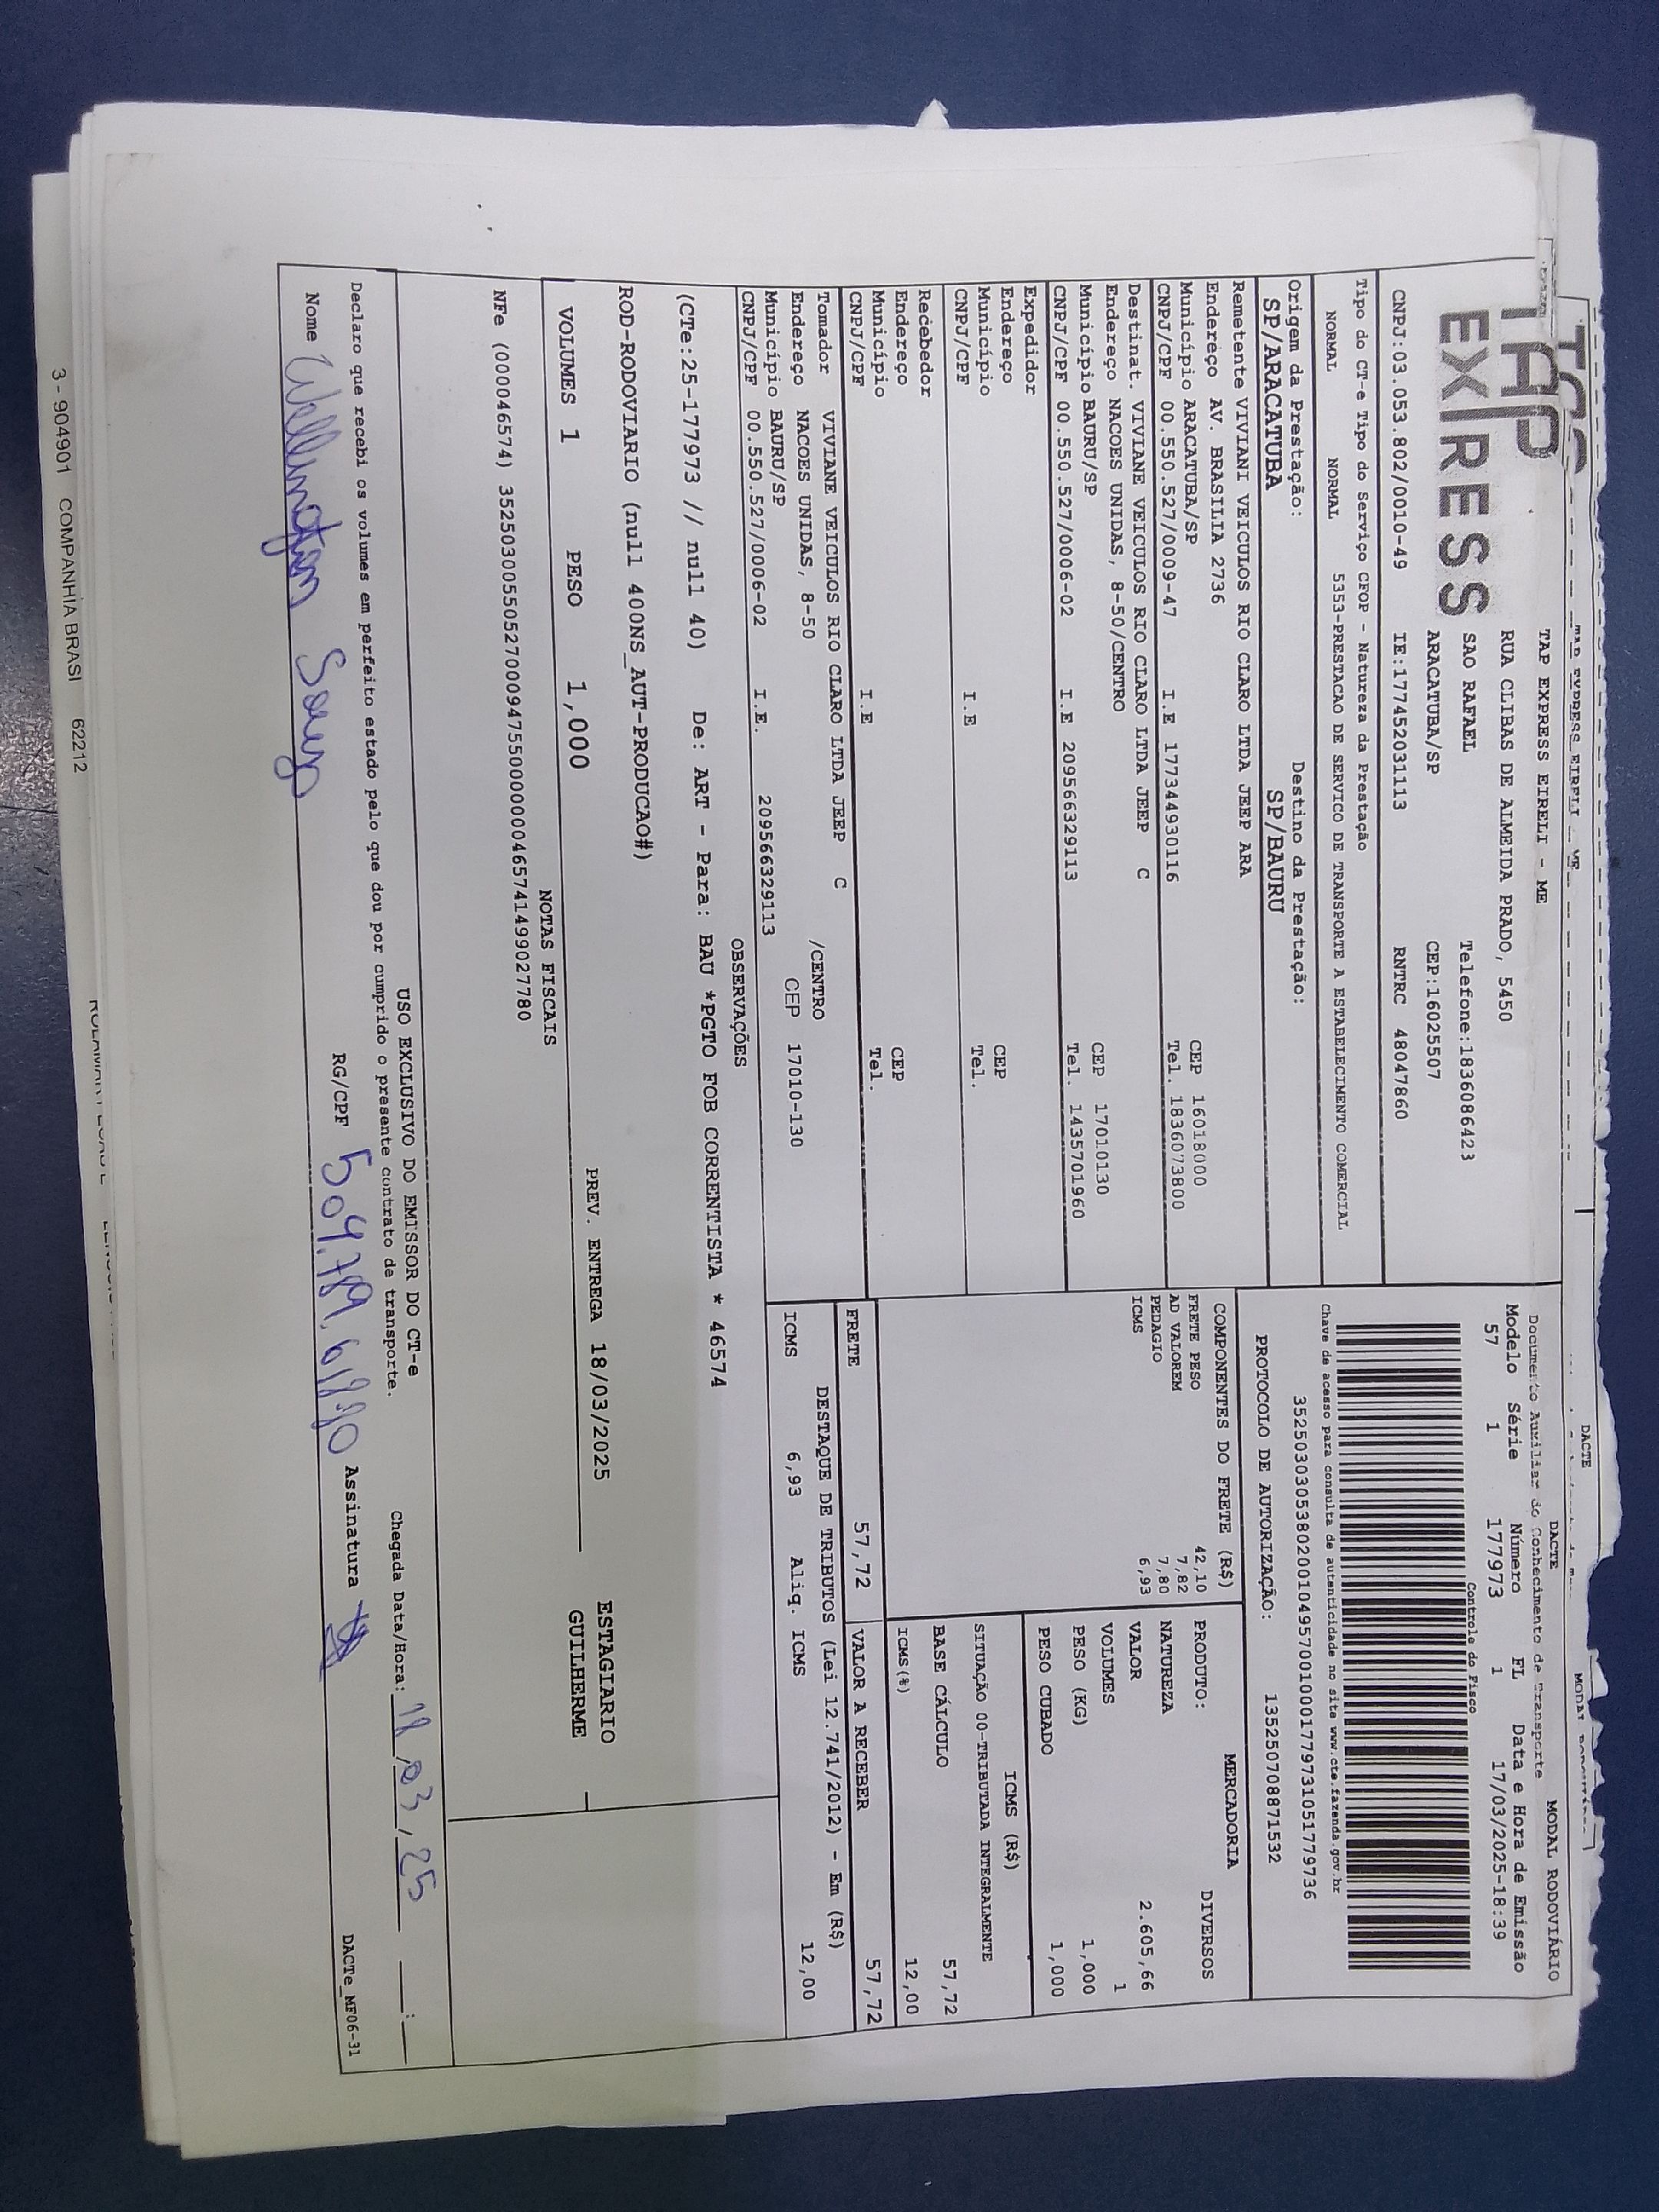 TAP
EXPRESS
TAP EXPRESS EIRELI - ME
RUA CLIBAS DE ALMEIDA PRADO, 5450
SAO RAFAEL Telefone:1836086423
ARACATUBA/SP CEP:16025507
CNPJ:03.053.802/0010-49 IE:177452031113 RNTRC 48047860
DACTE
DACTE MODAL RODOVIÁRIO
Documento Auxiliar do Conhecimento de Transporte
Modelo Série Número FL Data e Hora de Emissão
57 1 177973 1 17/03/2025-18:39
Controle do Fisco
Chave de acesso para consulta de autenticidade no site www.cte.fazenda.gov.br
35250303053802001049570010001779731051779736
PROTOCOLO DE AUTORIZAÇÃO: 135250708871532
Tipo do CT-e Tipo do Serviço CFOP - Natureza da Prestação
NORMAL NORMAL 5353-PRESTACAO DE SERVICO DE TRANSPORTE A ESTABELECIMENTO COMERCIAL
Origem da Prestação: Destino da Prestação:
SP/ARACATUBA SP/BAURU
Remetente VIVIANI VEICULOS RIO CLARO LTDA JEEP ARA
Endereço AV. BRASILIA 2736 CEP 16018000
Município ARACATUBA/SP Tel. 1836073800
CNPJ/CPF 00.550.527/0009-47 I.E 177344930116
Destinat. VIVIANE VEICULOS RIO CLARO LTDA JEEP C
Endereço NACOES UNIDAS, 8-50/CENTRO CEP 17010130
Município BAURU/SP Tel. 1435701960
CNPJ/CPF 00.550.527/0006-02 I.E 209566329113
Expedidor
Endereço CEP
Município Tel.
CNPJ/CPF I.E
Recebedor
Endereço CEP
Município Tel.
CNPJ/CPF I.E
Tomador VIVIANE VEICULOS RIO CLARO LTDA JEEP C
Endereço NACOES UNIDAS, 8-50 /CENTRO
Município BAURU/SP CEP 17010-130
CNPJ/CPF 00.550.527/0006-02 I.E. 209566329113
COMPONENTES DO FRETE (R$)
FRETE PESO 42,10
AD VALOREM 7,82
PEDAGIO 7,80
ICMS 6,93
MERCADORIA
PRODUTO: DIVERSOS
NATUREZA
VALOR 2.605,66
VOLUMES 1
PESO (KG) 1,000
PESO CUBADO 1,000
ICMS (R$)
SITUAÇÃO 00-TRIBUTADA INTEGRALMENTE
BASE CÁLCULO 57,72
ICMS(%) 12,00
FRETE 57,72 VALOR A RECEBER 57,72
DESTAQUE DE TRIBUTOS (Lei 12.741/2012) - Em (R$)
ICMS 6,93 Aliq. ICMS 12,00
OBSERVAÇÕES
(CTe:25-177973 // null 40) De: ART - Para: BAU *PGTO FOB CORRENTISTA * 46574
ROD-RODOVIARIO (null 400NS_AUT-PRODUCAO#)
VOLUMES 1 PESO 1,000 PREV. ENTREGA 18/03/2025 ESTAGIARIO
GUILHERME
NOTAS FISCAIS
NFe (000046574) 35250300550527000947550000000465741499027780
USO EXCLUSIVO DO EMISSOR DO CT-e
Declaro que recebi os volumes em perfeito estado pelo que dou por cumprido o presente contrato de transporte. Chegada Data/Hora: 18/03/25 :
Nome Wellington RG/CPF Assinatura
DACTe_MF06-31
3 - 904901 COMPANHIA BRASI 62212